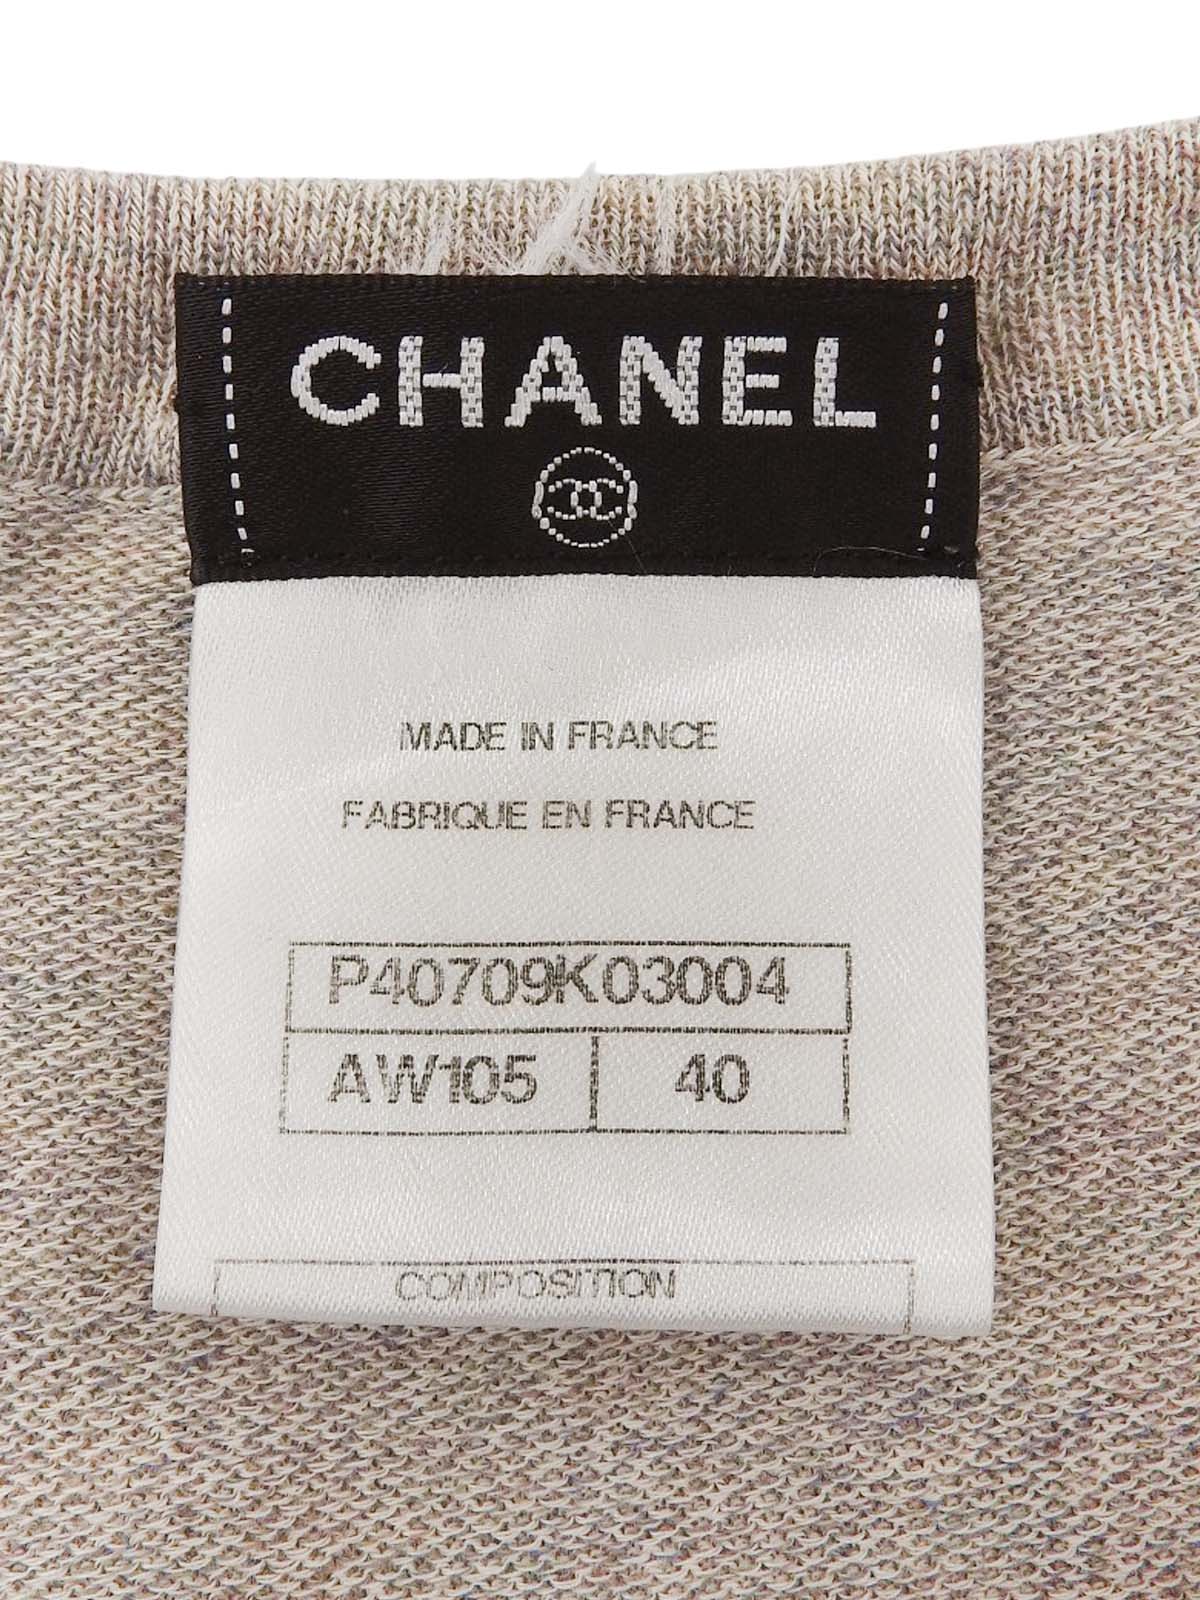 CHANEL
MADE IN FRANCE
FABRIQUE EN FRANCE
P40709K03004
AW105 40
COMPOSITION